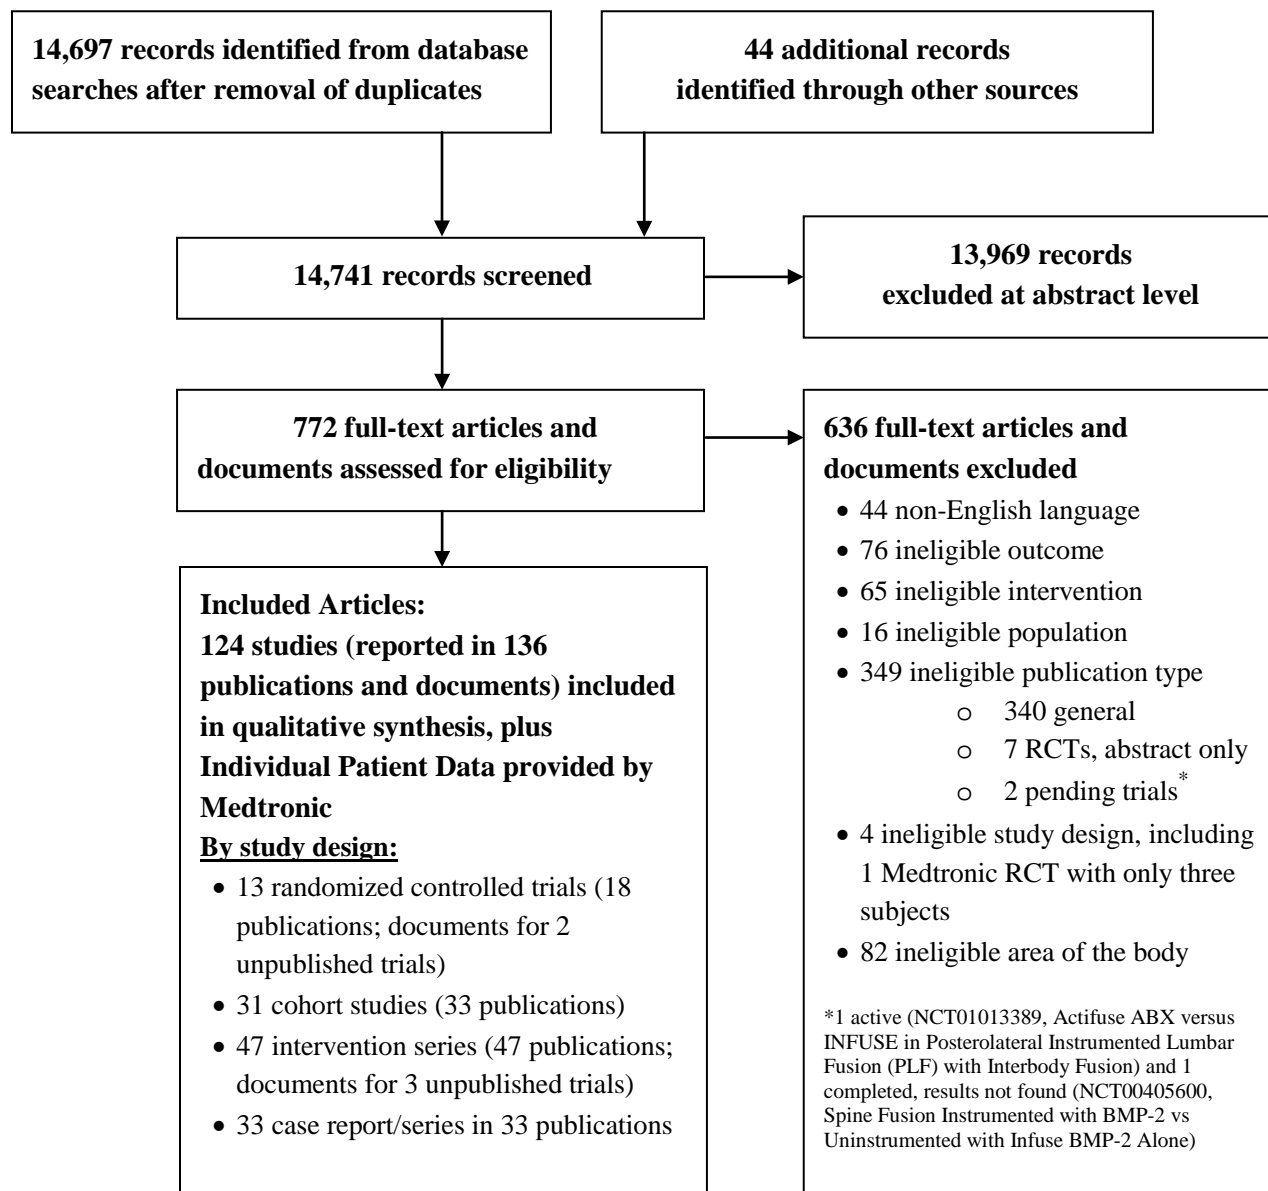 14,697 records identified from database
searches after removal of duplicates
44 additional records
identified through other sources
14,741 records screened
13,969 records
excluded at abstract level
772 full-text articles and
documents assessed for eligibility
636 full-text articles and
documents excluded
• 44 non-English language
• 76 ineligible outcome
• 65 ineligible intervention
• 16 ineligible population
• 349 ineligible publication type
o 340 general
o 7 RCTs, abstract only
o 2 pending trials*
• 4 ineligible study design, including
1 Medtronic RCT with only three
subjects
• 82 ineligible area of the body
*1 active (NCT01013389, Actifuse ABX versus
INFUSE in Posterolateral Instrumented Lumbar
Fusion (PLF) with Interbody Fusion) and 1
completed, results not found (NCT00405600,
Spine Fusion Instrumented with BMP-2 vs
Uninstrumented with Infuse BMP-2 Alone)
Included Articles:
124 studies (reported in 136
publications and documents) included
in qualitative synthesis, plus
Individual Patient Data provided by
Medtronic
By study design:
• 13 randomized controlled trials (18
publications; documents for 2
unpublished trials)
• 31 cohort studies (33 publications)
• 47 intervention series (47 publications;
documents for 3 unpublished trials)
• 33 case report/series in 33 publications